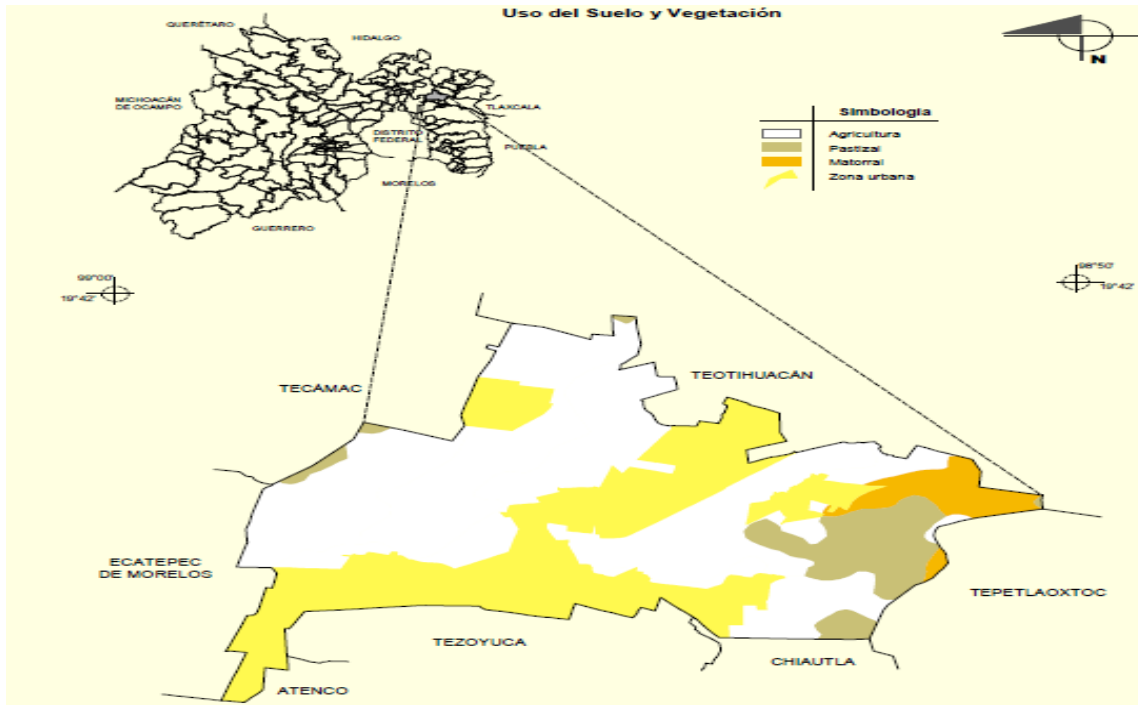 Uso del Suelo y Vegetación
QUERÉTARO
HIDALGO
MICHOACÁN
DE OCAMPO
DISTRITO
FEDERAL
TLAXCALA
PUEBLA
MORELOS
GUERRERO
N
Simbología
Agricultura
Pastizal
Matorral
Zona urbana
99°00'
19°42'
98°50'
19°42'
TECÁMAC
TEOTIHUACÁN
ECATEPEC
DE MORELOS
TEPETLAOXTOC
TEZOYUCA
CHIAUTLA
ATENCO